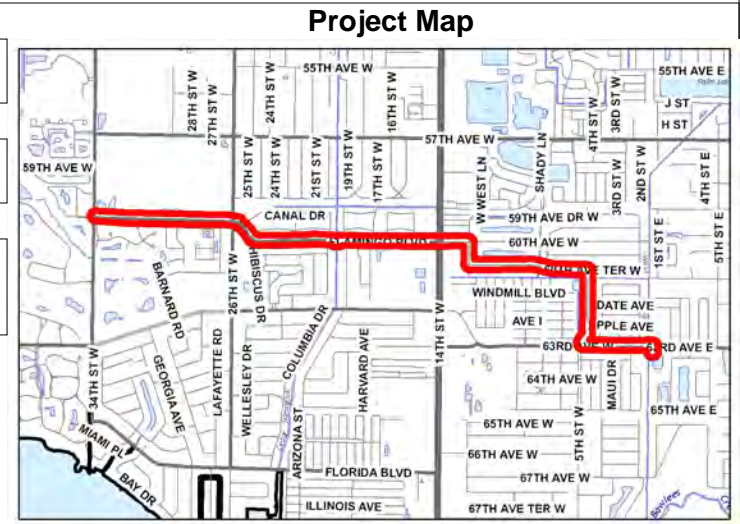 Project Map
55TH AVE W
55TH AVE E
28TH ST W
27TH ST W
24TH ST W
16TH ST W
4TH ST W
3RD ST W
J ST
H ST
57TH AVE W
59TH AVE W
25TH ST W
24TH ST W
21ST ST W
19TH ST W
17TH ST W
W WEST LN
SHADY LN
3RD ST W
2ND ST W
1ST ST E
4TH ST E
5TH ST E
CANAL DR
59TH AVE DR W
60TH AVE W
26TH ST W
HIBISCUS DR
BARNARD RD
WINDMILL BLVD
DATE AVE
AVE I
63RD AVE W
63RD AVE E
34TH ST W
GEORGIA AVE
LAFAYETTE RD
WELLESLEY DR
COLUMBIA DR
HARVARD AVE
14TH ST W
64TH AVE W
MAUI DR
65TH AVE E
5TH ST W
65TH AVE W
66TH AVE W
67TH AVE W
67TH AVE TER W
MIAMI PL
BAY DR
ARIZONA ST
FLORIDA BLVD
ILLINOIS AVE
Bowlees